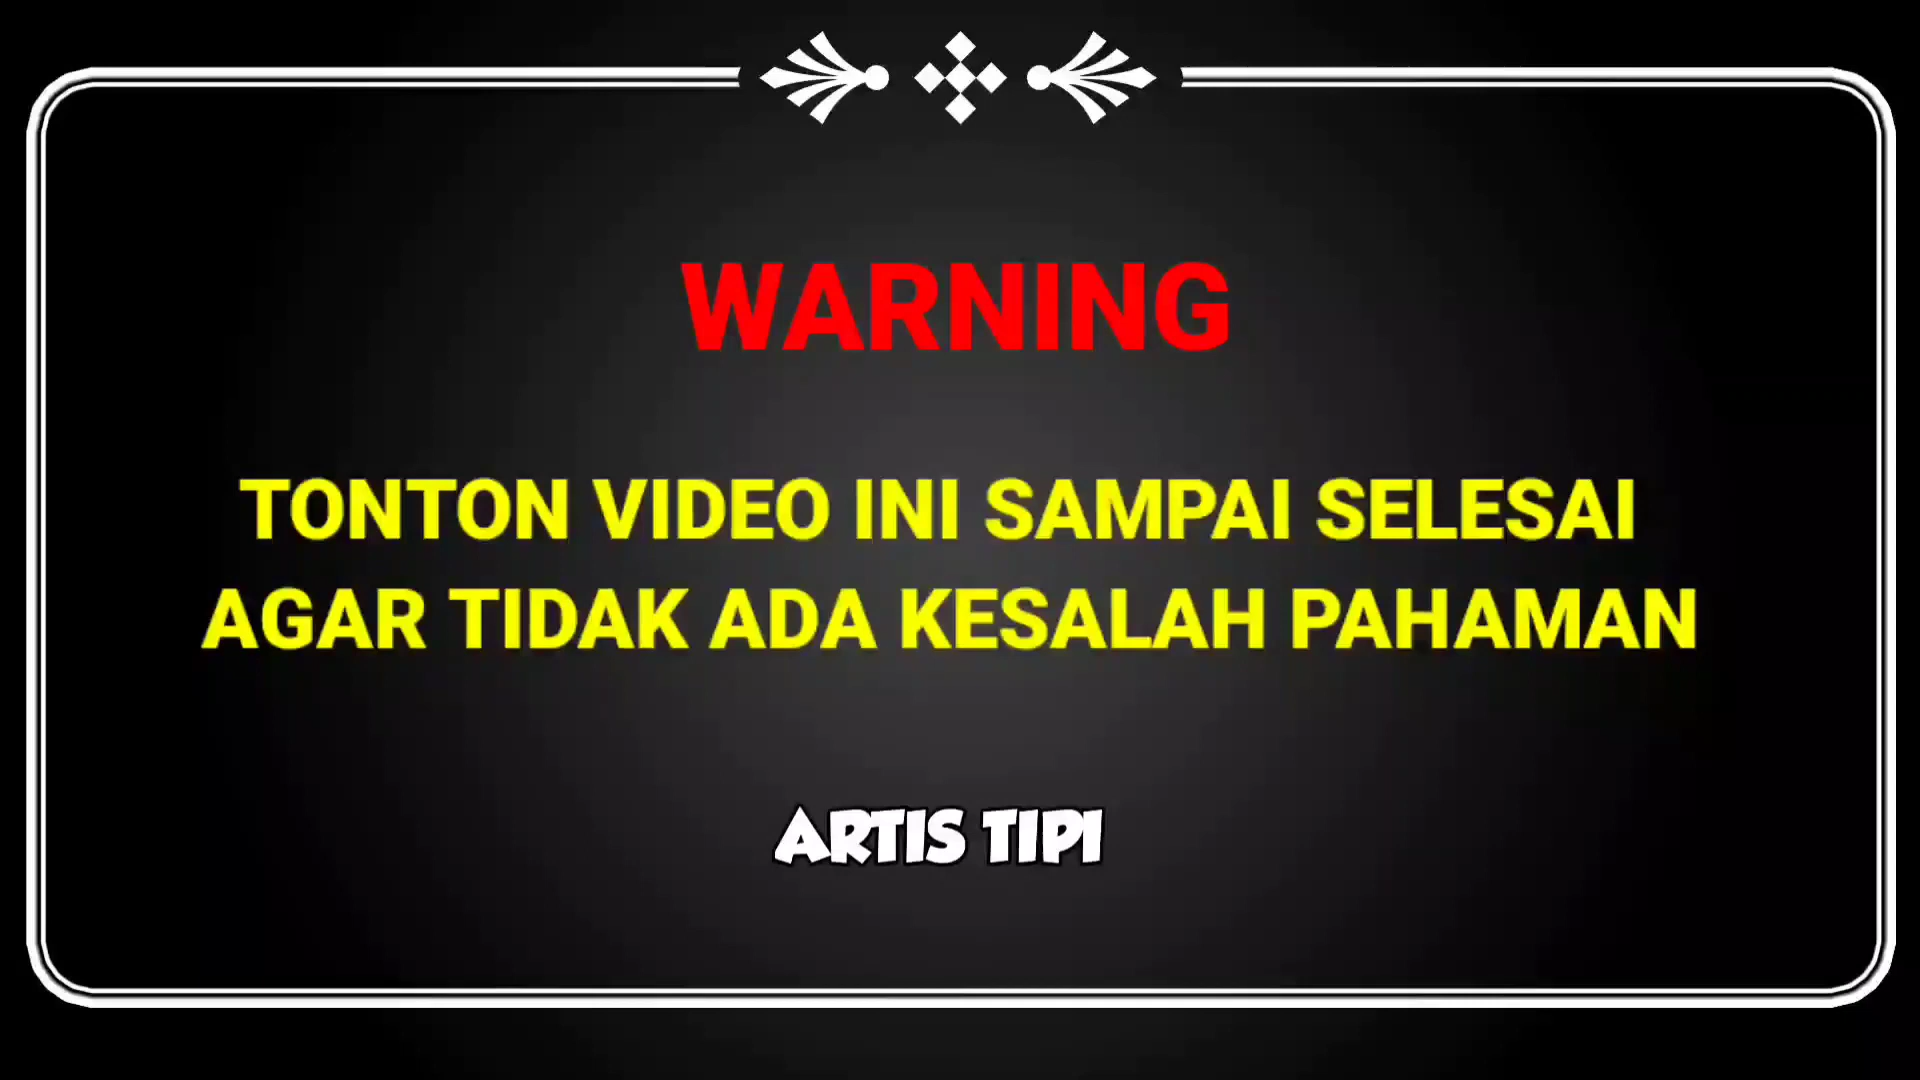 WARNING
TONTON VIDEO INI SAMPAI SELESAI
AGAR TIDAK ADA KESALAH PAHAMAN
ARTIS TIPI